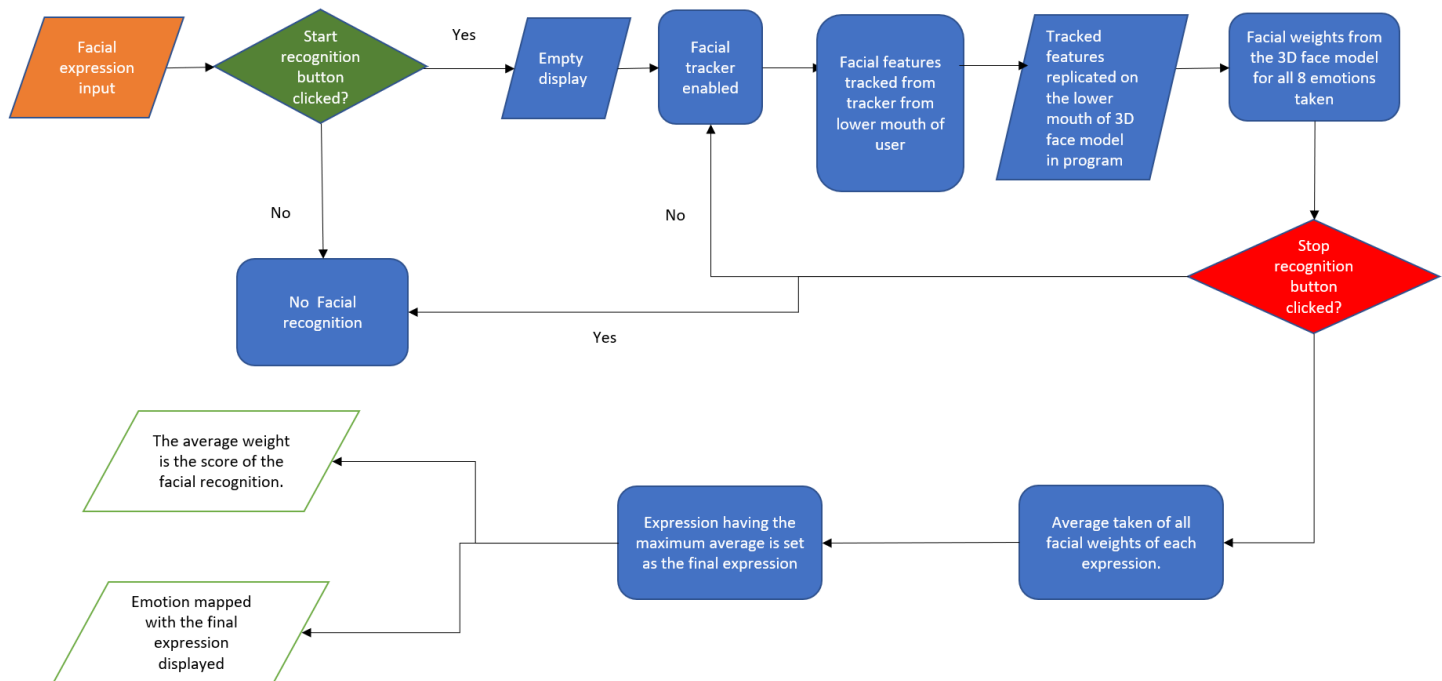 Facial
expression
input
Start
recognition
button
clicked?
Yes
Empty
display
Facial
tracker
enabled
Facial features
tracked from
tracker from
lower mouth of
user
Tracked
features
replicated on
the lower
mouth of 3D
face model
in program
Facial weights from
the 3D face model
for all 8 emotions
taken
No
No
No Facial
recognition
Yes
Stop
recognition
button
clicked?
The average weight
is the score of the
facial recognition.
Expression having the
maximum average is set
as the final expression
Average taken of all
facial weights of each
expression.
Emotion mapped
with the final
expression
displayed